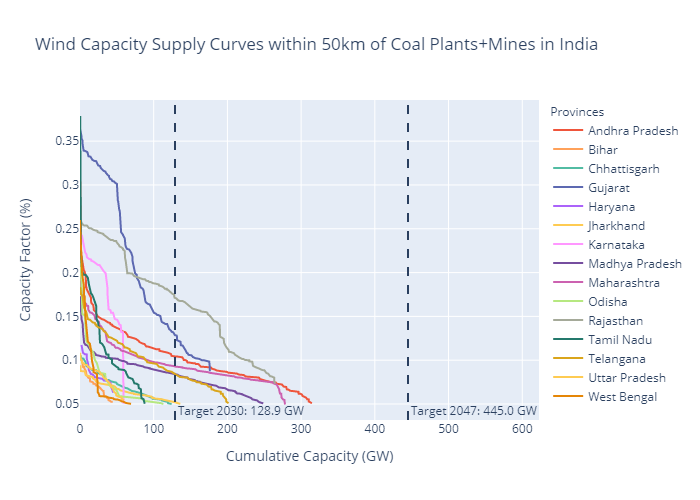 Wind Capacity Supply Curves within 50km of Coal Plants+Mines in India
Provinces
Andhra Pradesh
Bihar
Chhattisgarh
Gujarat
Haryana
Jharkhand
Karnataka
Madhya Pradesh
Maharashtra
Odisha
Rajasthan
Tamil Nadu
Telangana
Uttar Pradesh
West Bengal
Capacity Factor (%)
0.35
0.3
0.25
0.2
0.15
0.1
0.05
Target 2030: 128.9 GW
Target 2047: 445.0 GW
0 100 200 300 400 500 600
Cumulative Capacity (GW)